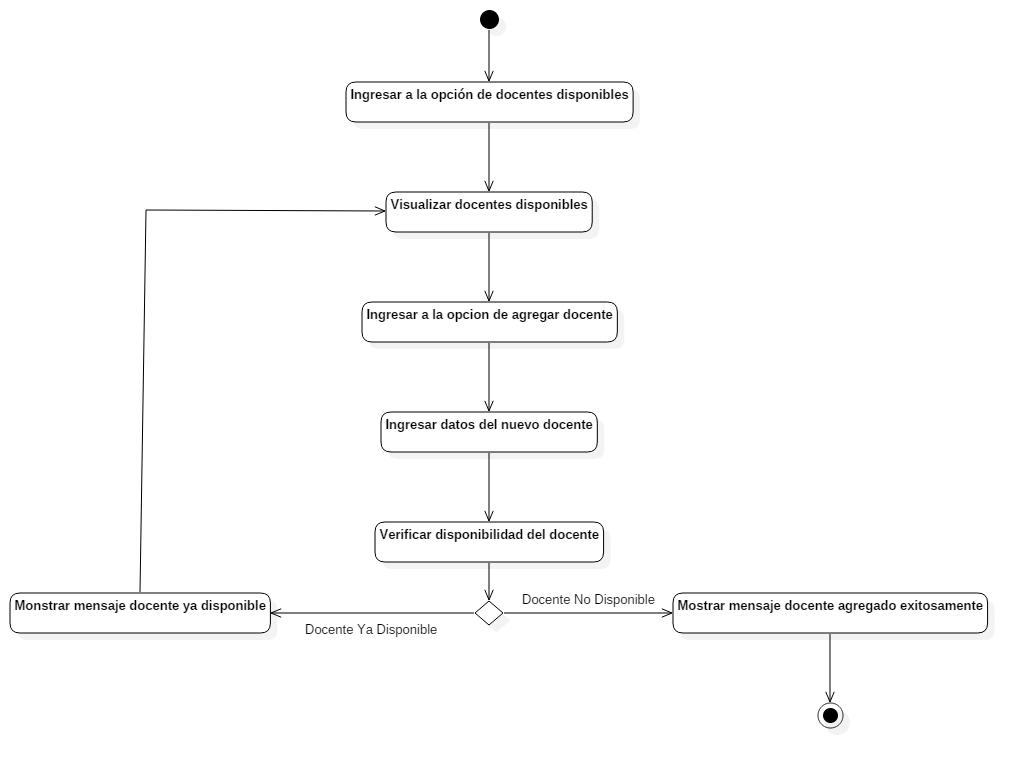 Ingresar a la opción de docentes disponibles
Visualizar docentes disponibles
Ingresar a la opcion de agregar docente
Ingresar datos del nuevo docente
Verificar disponibilidad del docente
Docente No Disponible
Monstrar mensaje docente ya disponible
Mostrar mensaje docente agregado exitosamente
Docente Ya Disponible